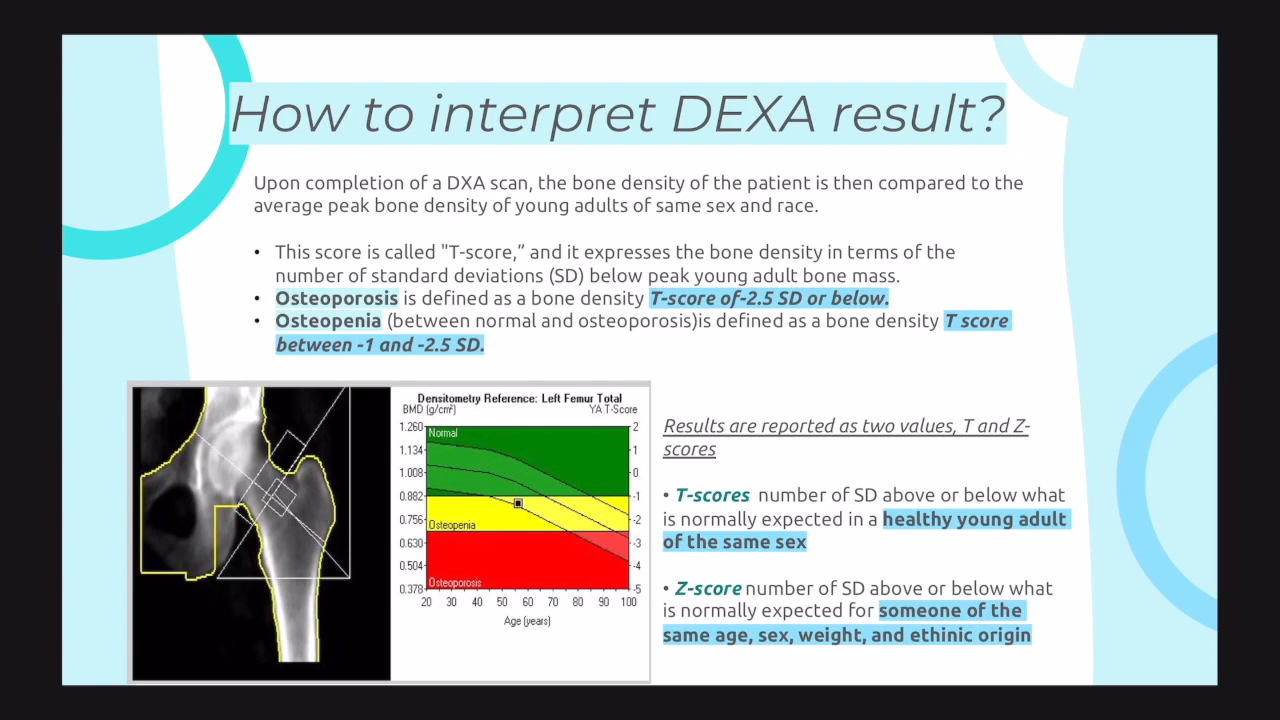 How to interpret DEXA result?
Upon completion of a DXA scan, the bone density of the patient is then compared to the
average peak bone density of young adults of same sex and race.
• This score is called "T-score,” and it expresses the bone density in terms of the
number of standard deviations (SD) below peak young adult bone mass.
• Osteoporosis is defined as a bone density T-score of-2.5 SD or below.
• Osteopenia (between normal and osteoporosis)is defined as a bone density T score
between -1 and -2.5 SD.
Densitometry Reference: Left Femur Total
BMD (g/cm²) YA T-Score
1.260 2
Normal
1.134 1
1.008 0
0.882 -1
0.756 -2
Osteopenia
0.630 -3
0.504 -4
Osteoporosis
0.378 -5
20 30 40 50 60 70 80 90 100
Age (years)
Results are reported as two values, T and Z-
scores
• T-scores number of SD above or below what
is normally expected in a healthy young adult
of the same sex
• Z-score number of SD above or below what
is normally expected for someone of the
same age, sex, weight, and ethinic origin